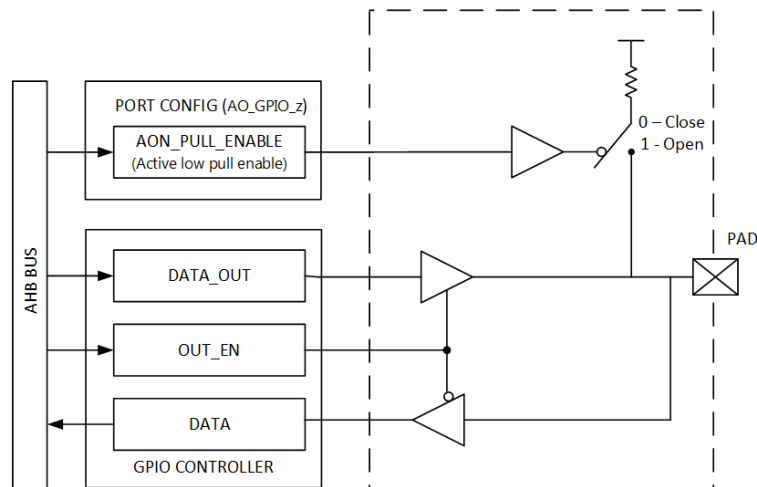 PORT CONFIG (AO_GPIO_z)
AON_PULL_ENABLE
(Active low pull enable)
0 – Close
1 - Open
PAD
AHB BUS
DATA_OUT
OUT_EN
DATA
GPIO CONTROLLER